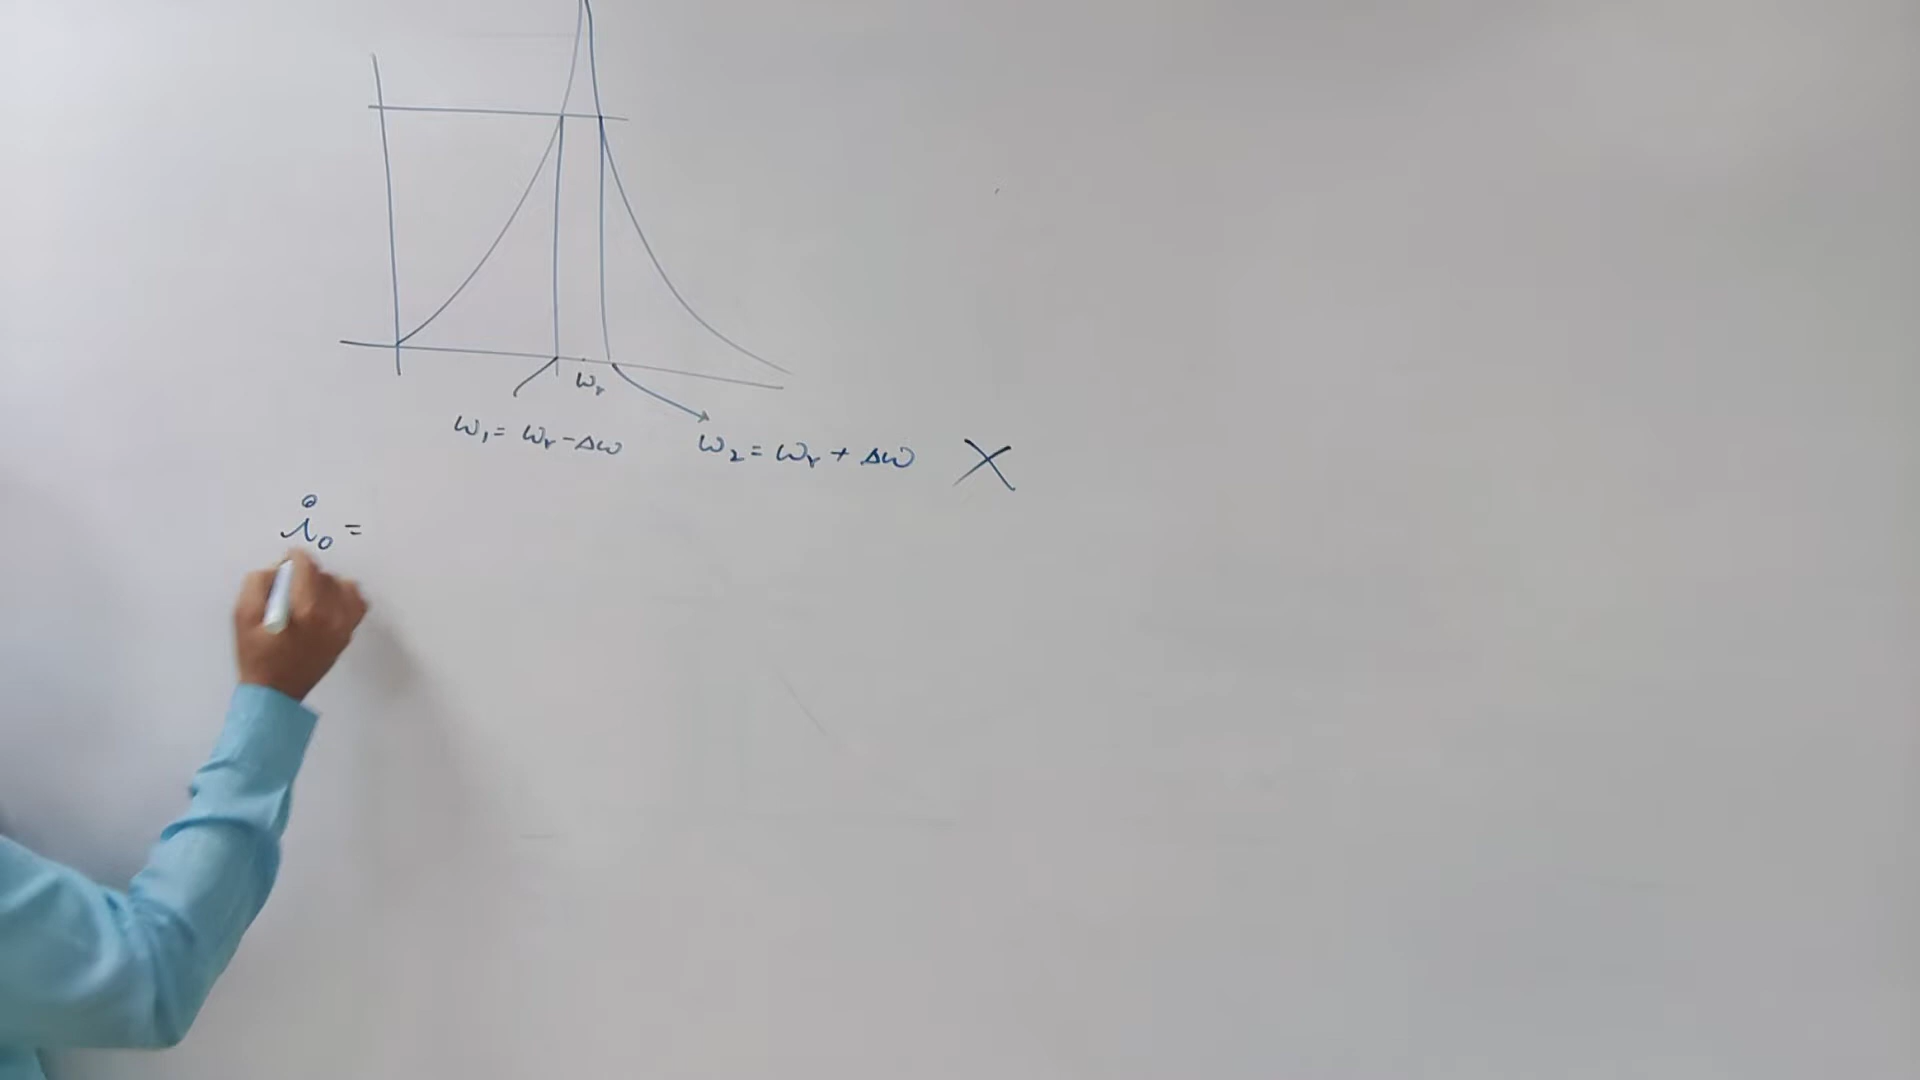 ωᵣ
ω₁ = ωᵣ - Δω
ω₂ = ωᵣ + Δω
i₀ =